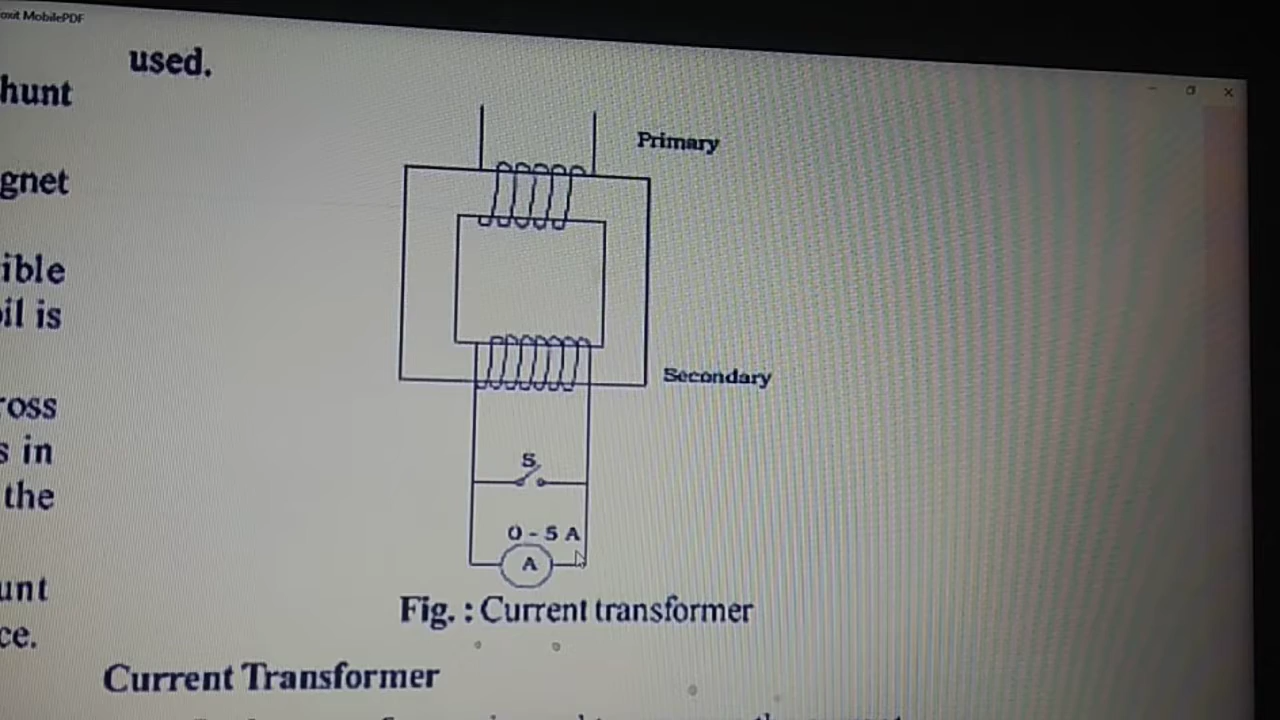 MobilePDF
used.
hunt
gnet
ible
il is
ross
s in
the
unt
ce.
Primary
Secondary
S
0 - 5 A
A
Fig. : Current transformer
Current Transformer